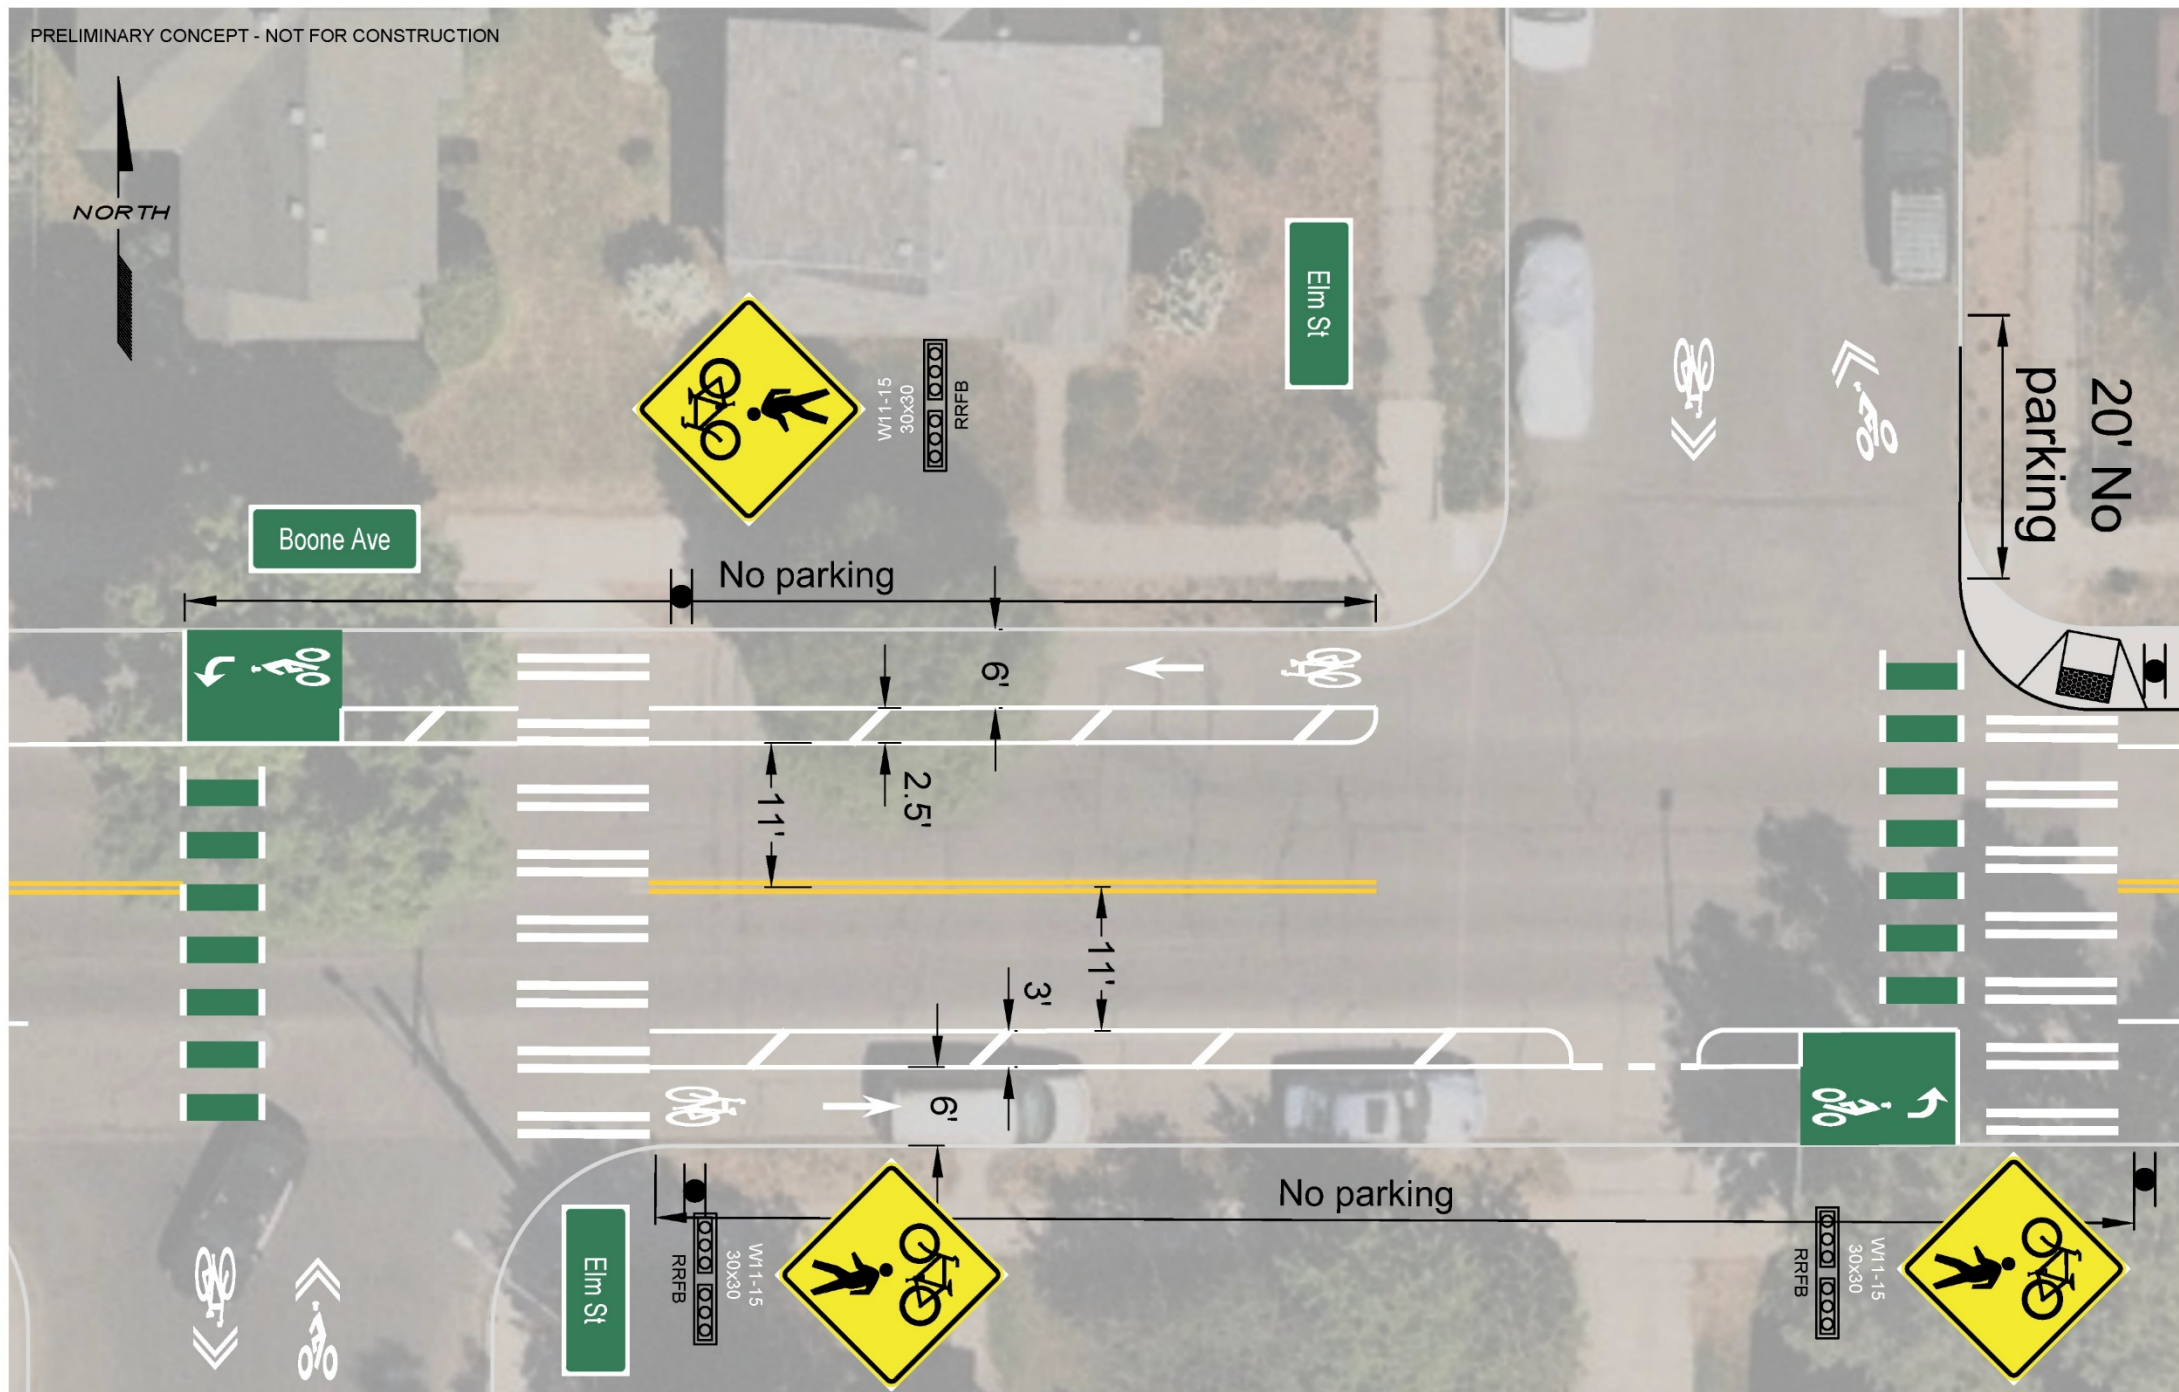 PRELIMINARY CONCEPT - NOT FOR CONSTRUCTION
NORTH
Elm St
W11-15
30x30
RRFB
20' No
parking
Boone Ave
No parking
6'
2.5'
11'
11'
3'
6'
No parking
Elm St
RRFB
W11-15
30x30
RRFB
W11-15
30x30